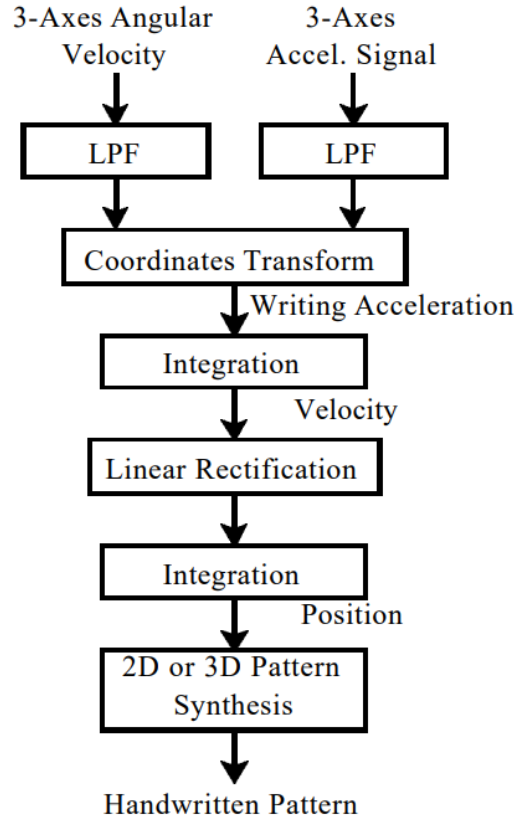 3-Axes Angular
Velocity
3-Axes
Accel. Signal
LPF
LPF
Coordinates Transform
Writing Acceleration
Integration
Velocity
Linear Rectification
Integration
Position
2D or 3D Pattern
Synthesis
Handwritten Pattern